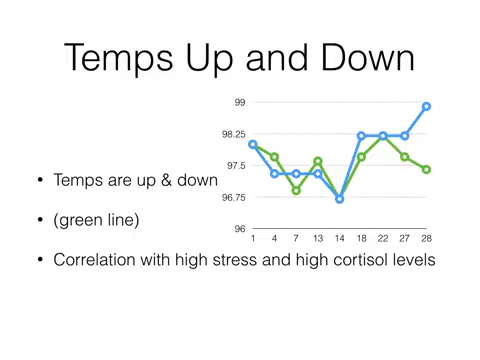 Temps Up and Down
99
98.25
97.5
96.75
96
1 4 7 13 14 18 22 27 28
• Temps are up & down
• (green line)
• Correlation with high stress and high cortisol levels